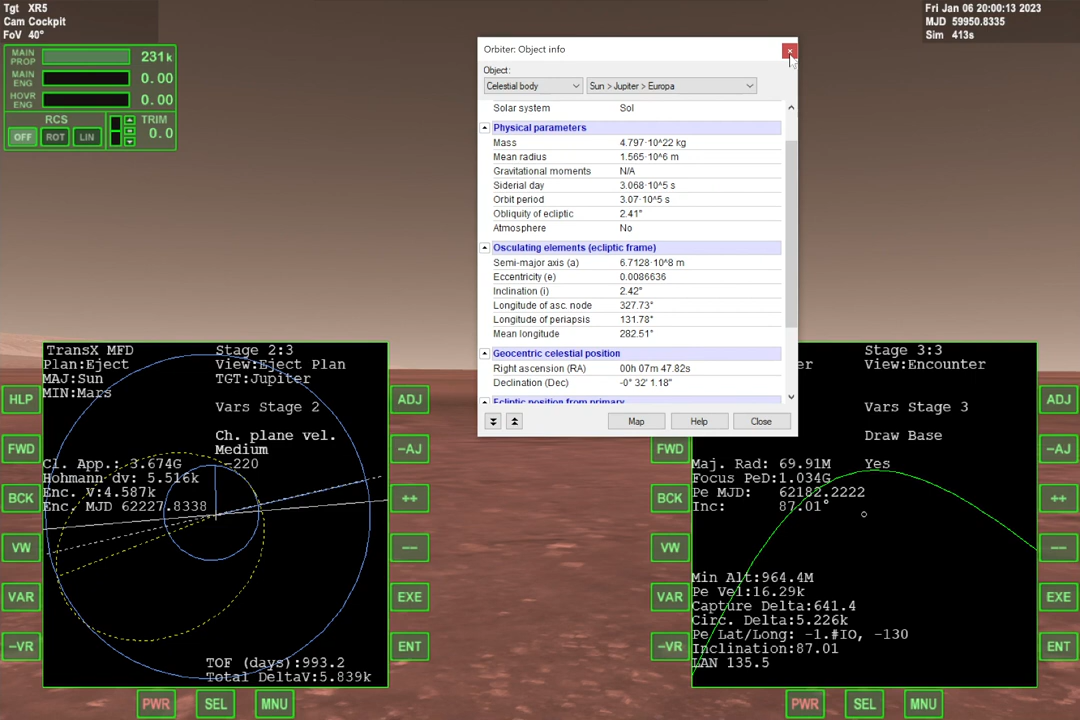 Tgt XR5
Cam Cockpit
FoV 40°
Fri Jan 06 20:00:13 2023
MJD 59950.8335
Sim 413s
MAIN PROP 231k
MAIN ENG 0.00
HOVR ENG 0.00
RCS TRIM
OFF ROT LIN 0.0
Orbiter: Object info
×
Object:
Celestial body
Sun > Jupiter > Europa
Solar system Sol
Physical parameters
Mass 4.797·10^22 kg
Mean radius 1.565·10^6 m
Gravitational moments N/A
Siderial day 3.068·10^5 s
Orbit period 3.07·10^5 s
Obliquity of ecliptic 2.41°
Atmosphere No
Osculating elements (ecliptic frame)
Semi-major axis (a) 6.7128·10^8 m
Eccentricity (e) 0.0086636
Inclination (i) 2.42°
Longitude of asc. node 327.73°
Longitude of periapsis 131.78°
Mean longitude 282.51°
Geocentric celestial position
Right ascension (RA) 00h 07m 47.82s
Declination (Dec) -0° 32' 1.18"
Ecliptic position from primary
Map Help Close
TransX MFD Stage 2:3
Plan:Eject View:Eject Plan
MAJ:Sun TGT:Jupiter
MIN:Mars
Vars Stage 2
Ch. plane vel.
Medium
Cl. App.: 3.674G -220
Hohmann dv: 5.516k
Enc. V:4.587k
Enc. MJD 62227.8338
TOF (days):993.2
Total DeltaV:5.839k
HLP
FWD
BCK
VW
VAR
-VR
ADJ
-AJ
++
--
EXE
ENT
PWR SEL MNU
Stage 3:3
er View:Encounter
Vars Stage 3
Draw Base
Yes
Maj. Rad: 69.91M
Focus PeD:1.034G
Pe MJD: 62182.2222
Inc: 87.01°
Min Alt:964.4M
Pe Vel:16.29k
Capture Delta:641.4
Circ. Delta:5.226k
Pe Lat/Long: -1.#IO, -130
Inclination:87.01
LAN 135.5
FWD
BCK
VW
VAR
-VR
ADJ
-AJ
++
--
EXE
ENT
PWR SEL MNU